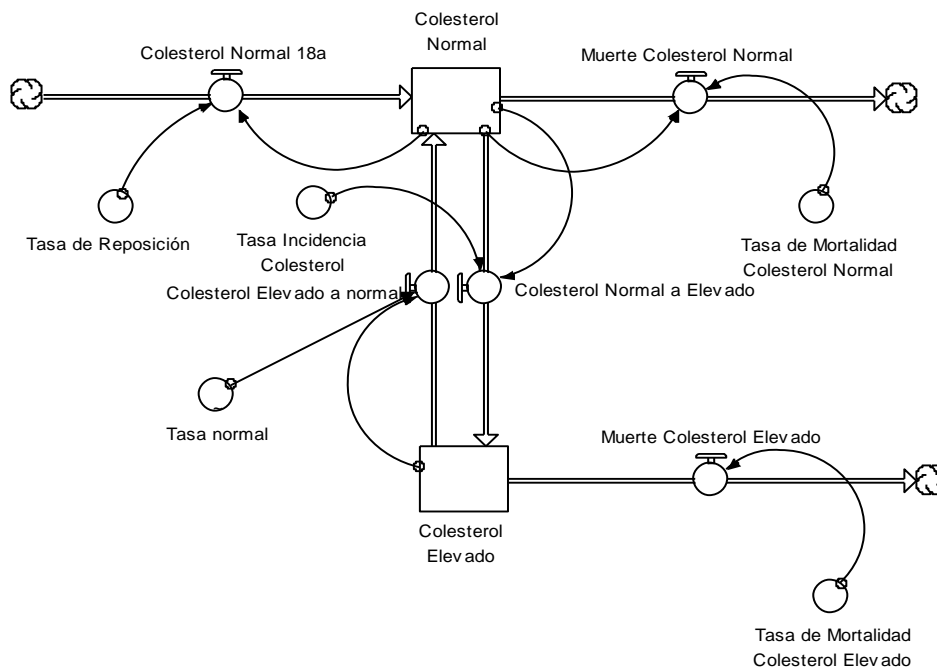 Colesterol
Normal
Colesterol Normal 18a
Muerte Colesterol Normal
Tasa de Reposición
Tasa Incidencia
Colesterol
Tasa de Mortalidad
Colesterol Normal
Colesterol Elevado a normal
Colesterol Normal a Elevado
Tasa normal
Muerte Colesterol Elevado
Colesterol
Elevado
Tasa de Mortalidad
Colesterol Elevado